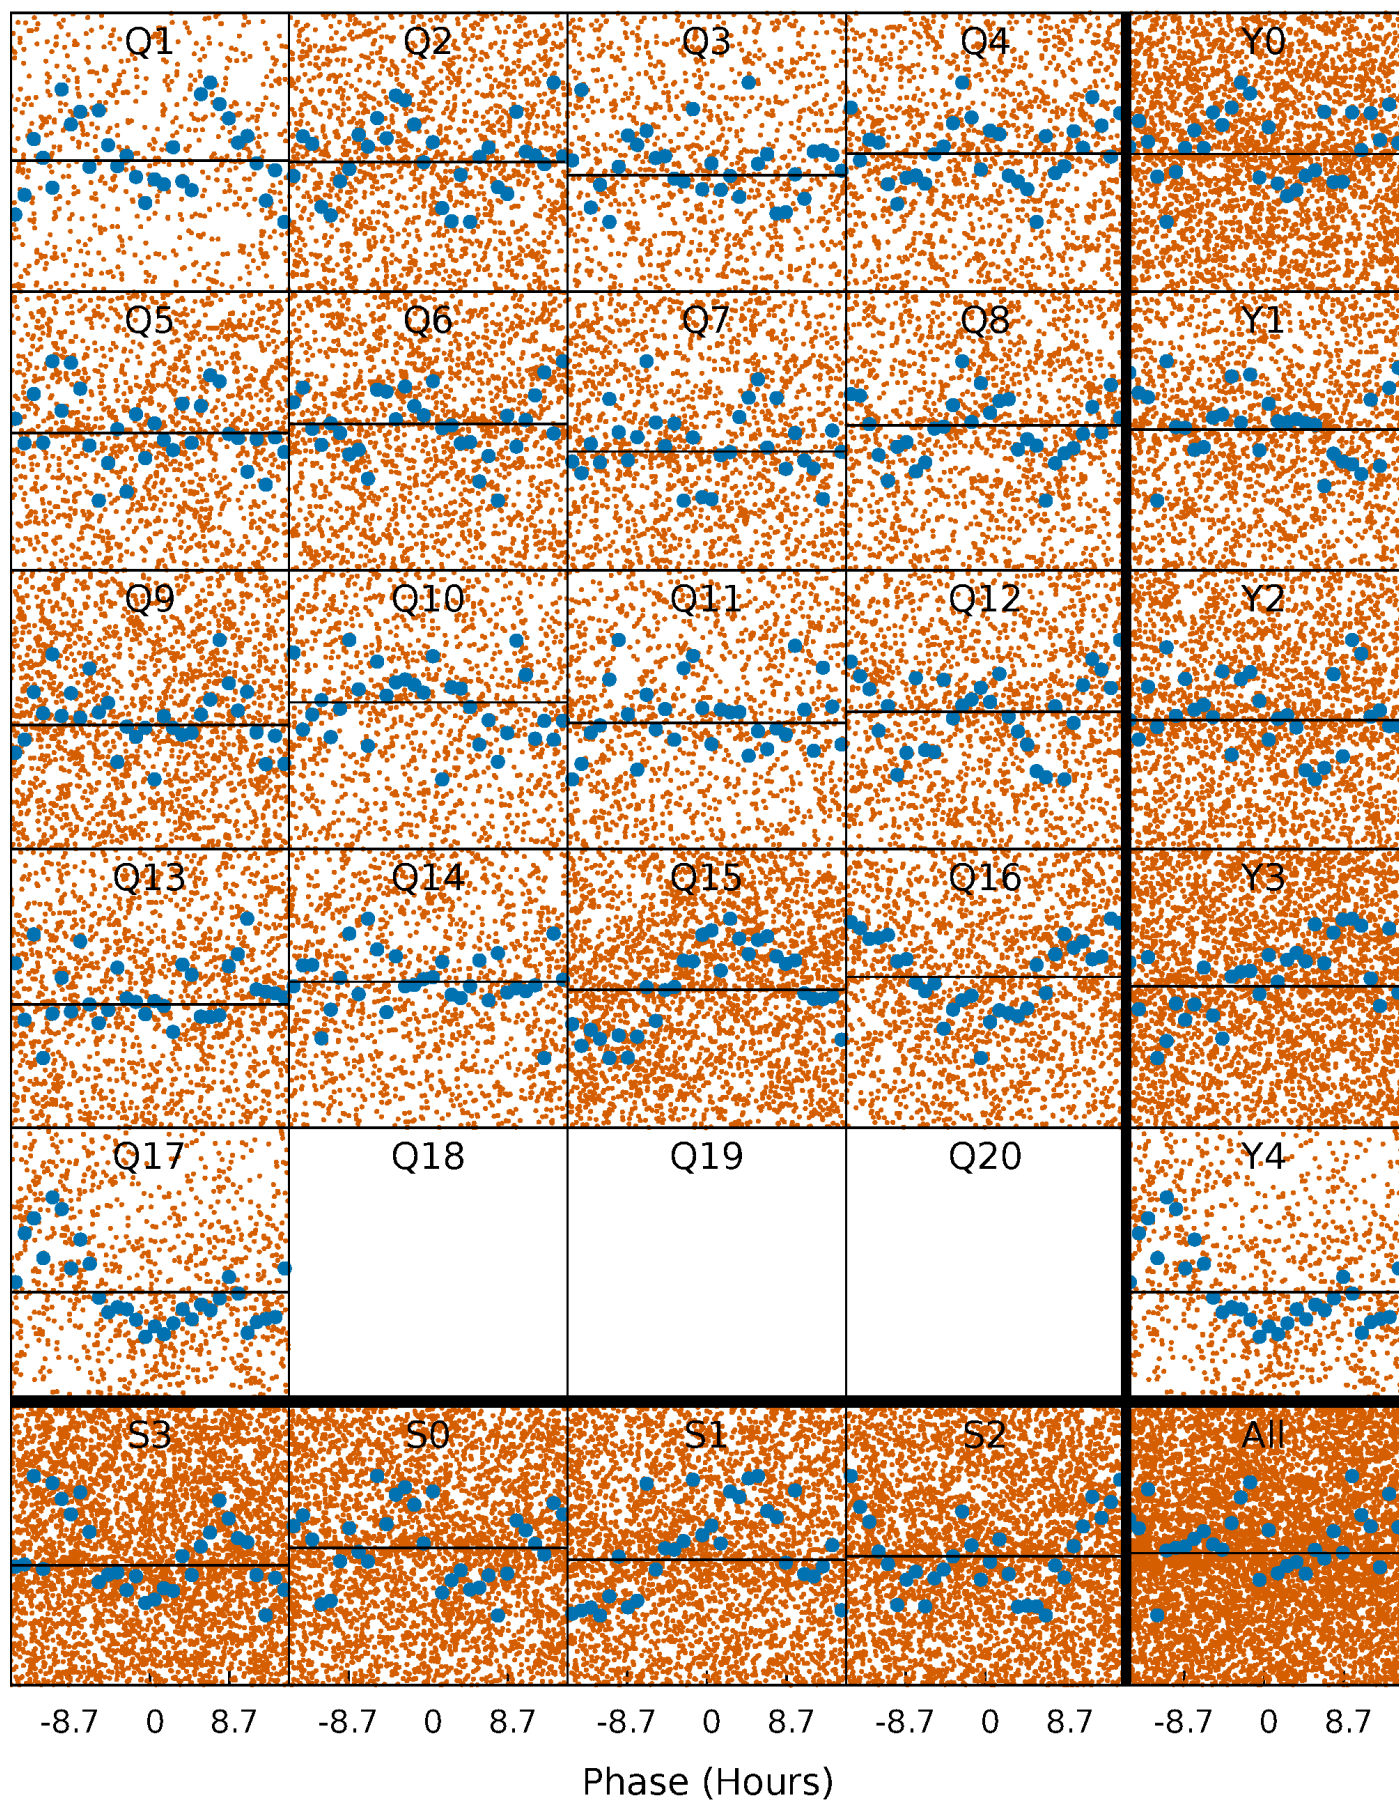 Q1 Q2 Q3 Q4 Y0
Q5 Q6 Q7 Q8 Y1
Q9 Q10 Q11 Q12 Y2
Q13 Q14 Q15 Q16 Y3
Q17 Q18 Q19 Q20 Y4
S3 S0 S1 S2 All
-8.7 0 8.7 -8.7 0 8.7 -8.7 0 8.7 -8.7 0 8.7 -8.7 0 8.7
Phase (Hours)